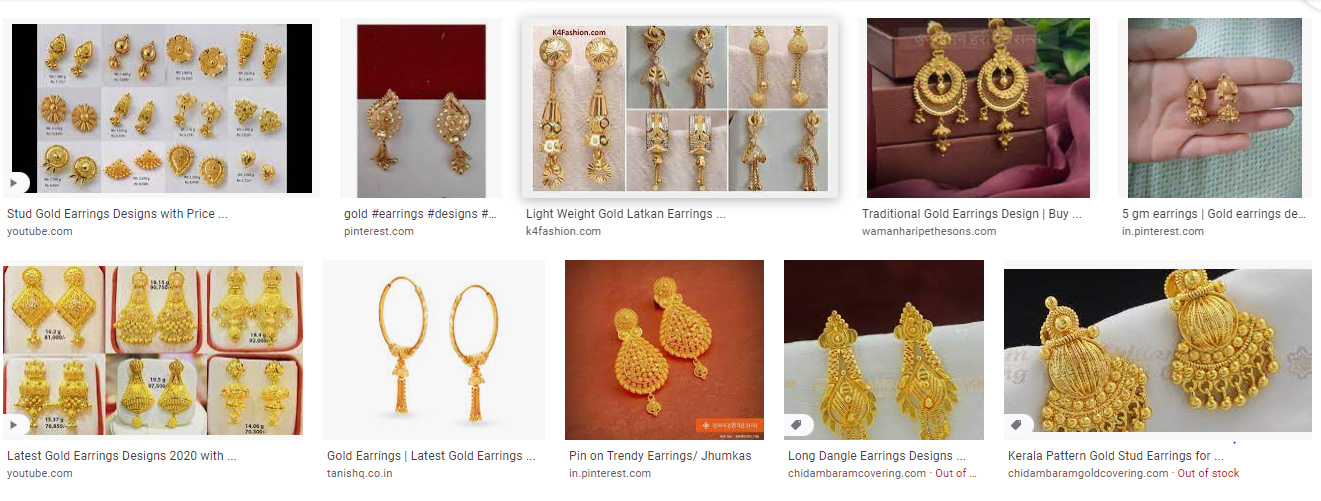 K4Fashion.com
Stud Gold Earrings Designs with Price ...
youtube.com
gold #earrings #designs #...
pinterest.com
Light Weight Gold Latkan Earrings ...
k4fashion.com
Traditional Gold Earrings Design | Buy ...
wamanharipethesons.com
5 gm earrings | Gold earrings de...
in.pinterest.com
16.2 g
81.000/-
18.15 g
90,750/-
18.4 g
92.000/-
15.37 g
76.850/-
19.5 g
97,500/-
14.06 g
70.300/-
Latest Gold Earrings Designs 2020 with ...
youtube.com
Gold Earrings | Latest Gold Earrings ...
tanishq.co.in
Pin on Trendy Earrings/ Jhumkas
in.pinterest.com
Long Dangle Earrings Designs ...
chidambaramcovering.com · Out of ...
Kerala Pattern Gold Stud Earrings for ...
chidambaramgoldcovering.com · Out of stock